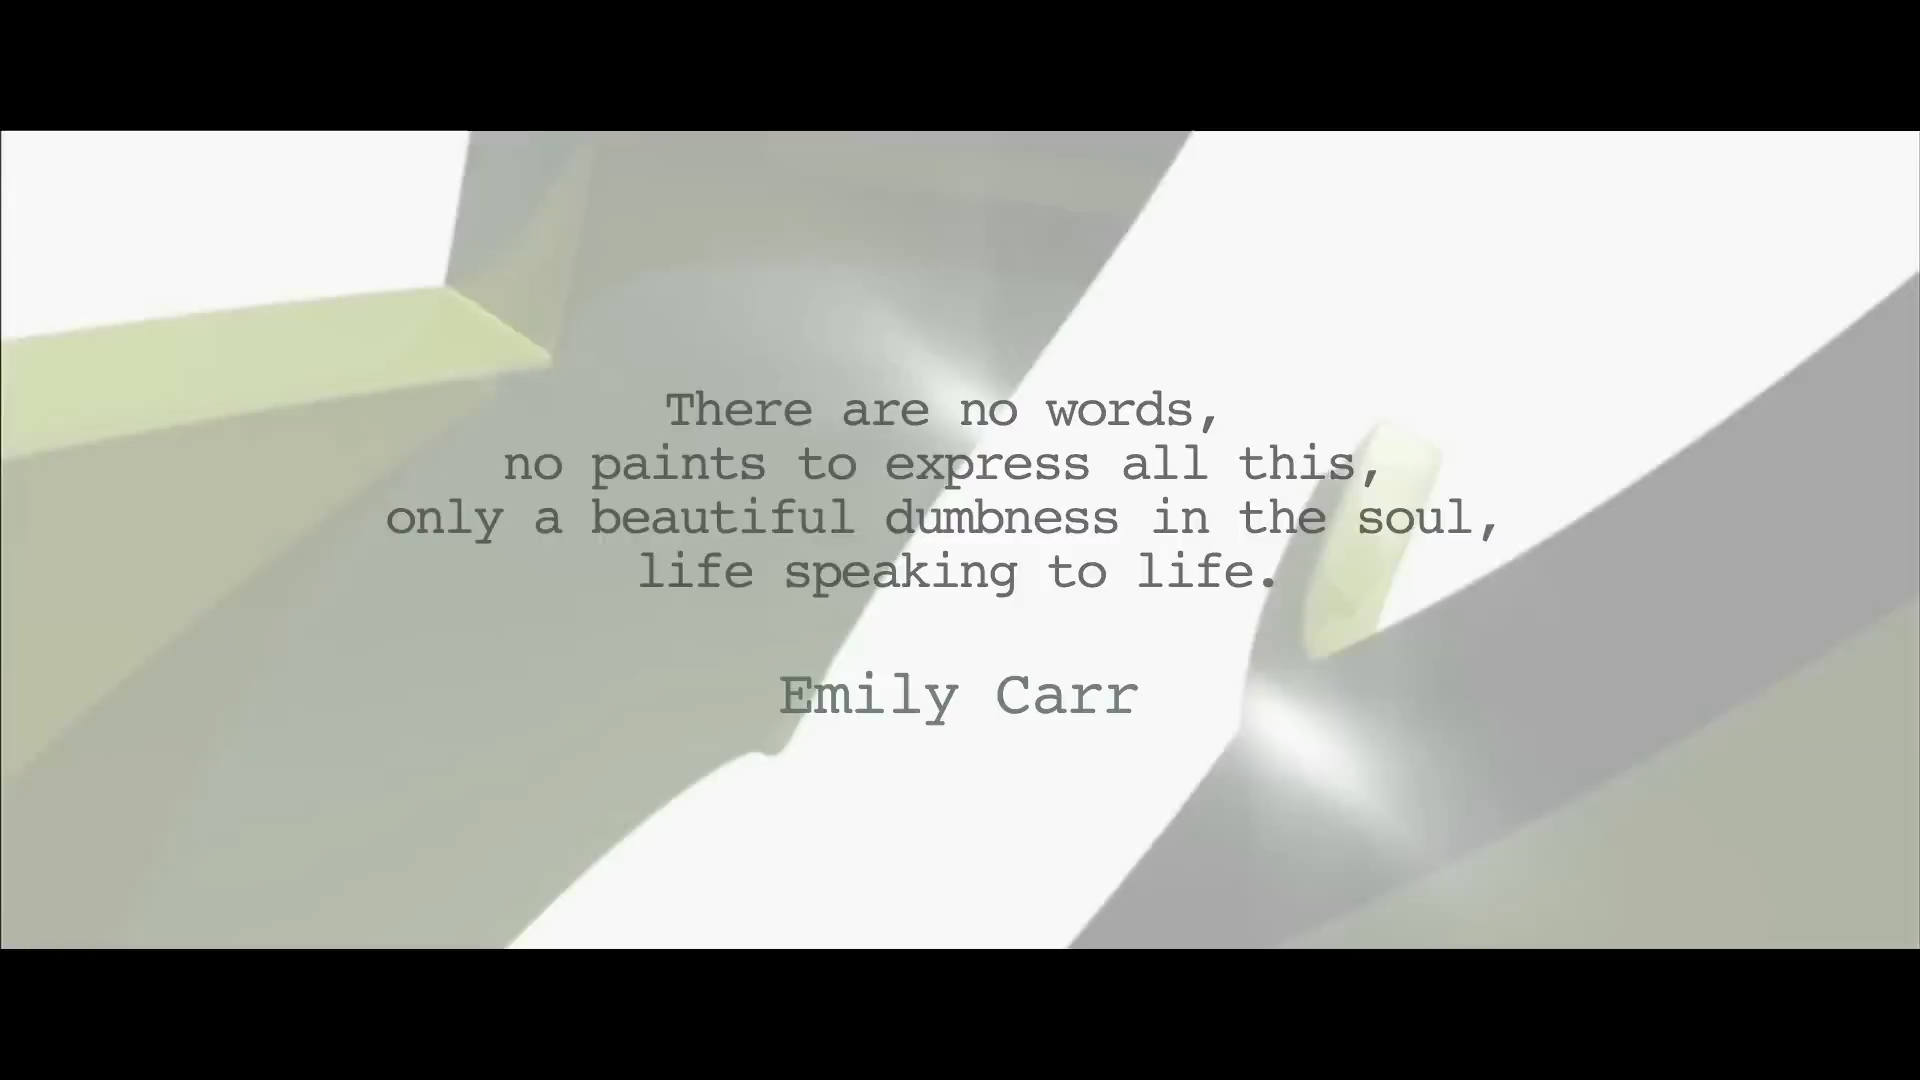 There are no words,
no paints to express all this,
only a beautiful dumbness in the soul,
life speaking to life.
Emily Carr